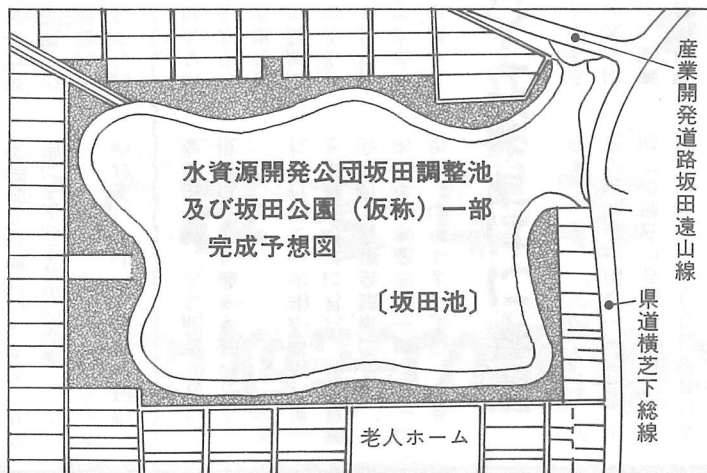 水資源開発公団坂田調整池
及び坂田公園（仮称）一部
完成予想図
〔坂田池〕
産業開発道路坂田遠山線
県道横芝下総線
老人ホーム